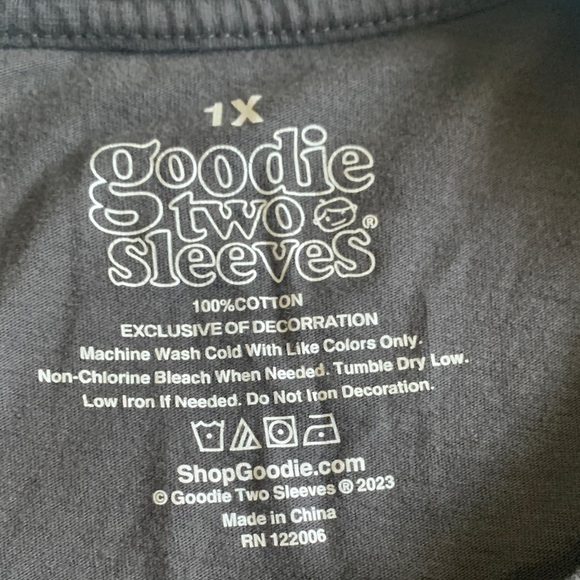 1X
goodie
two ®
sleeves
100%COTTON
EXCLUSIVE OF DECORRATION
Machine Wash Cold With Like Colors Only.
Non-Chlorine Bleach When Needed. Tumble Dry Low.
Low Iron If Needed. Do Not Iron Decoration.
ShopGoodie.com
© Goodie Two Sleeves ® 2023
Made in China
RN 122006